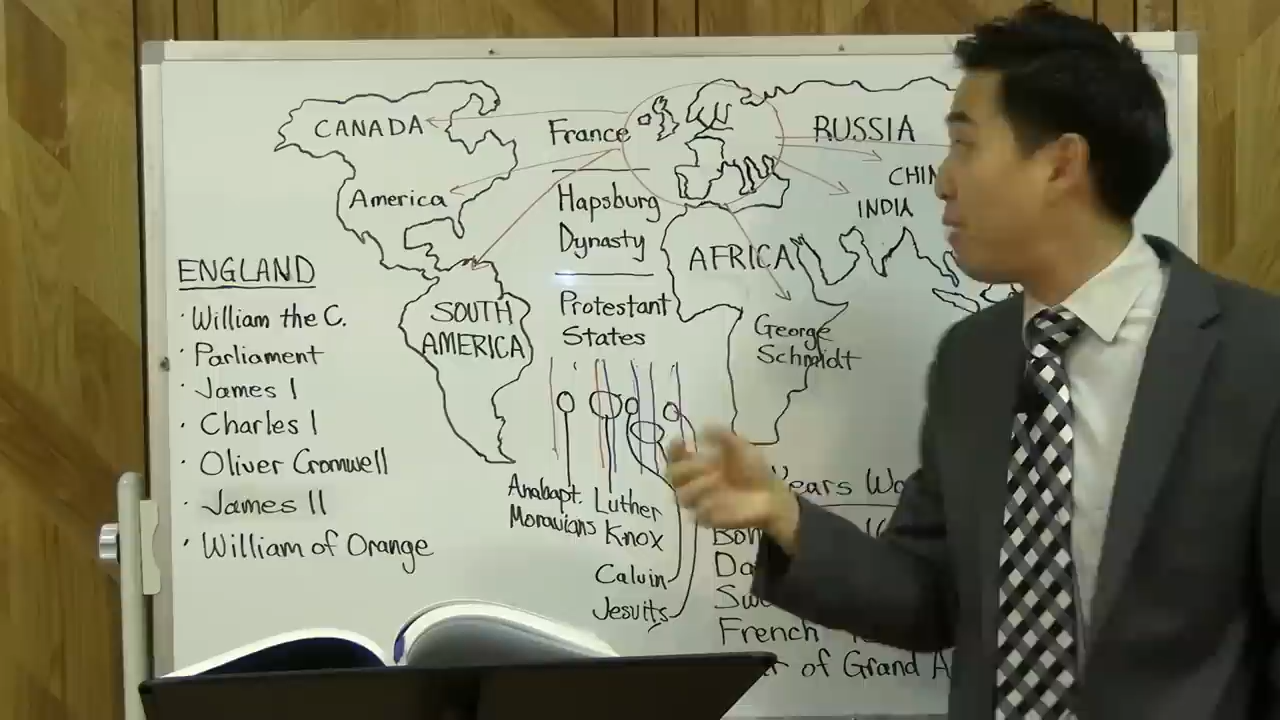 CANADA
France
RUSSIA
America
Hapsburg
Dynasty
INDIA
AFRICA
ENGLAND
SOUTH
AMERICA
Protestant
States
George
Schmidt
· William the C.
· Parliament
· James I
· Charles I
· Oliver Cromwell
· James II
· William of Orange
Anabapt. Luther
Moravians Knox
Calvin
Jesuits
Years
French
of Grand A